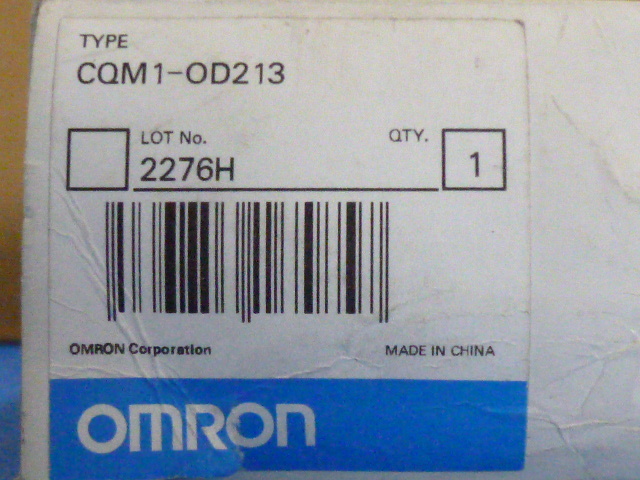 TYPE
CQM1-OD213
LOT No.
QTY.
2276H
1
OMRON Corporation
MADE IN CHINA
OMRON